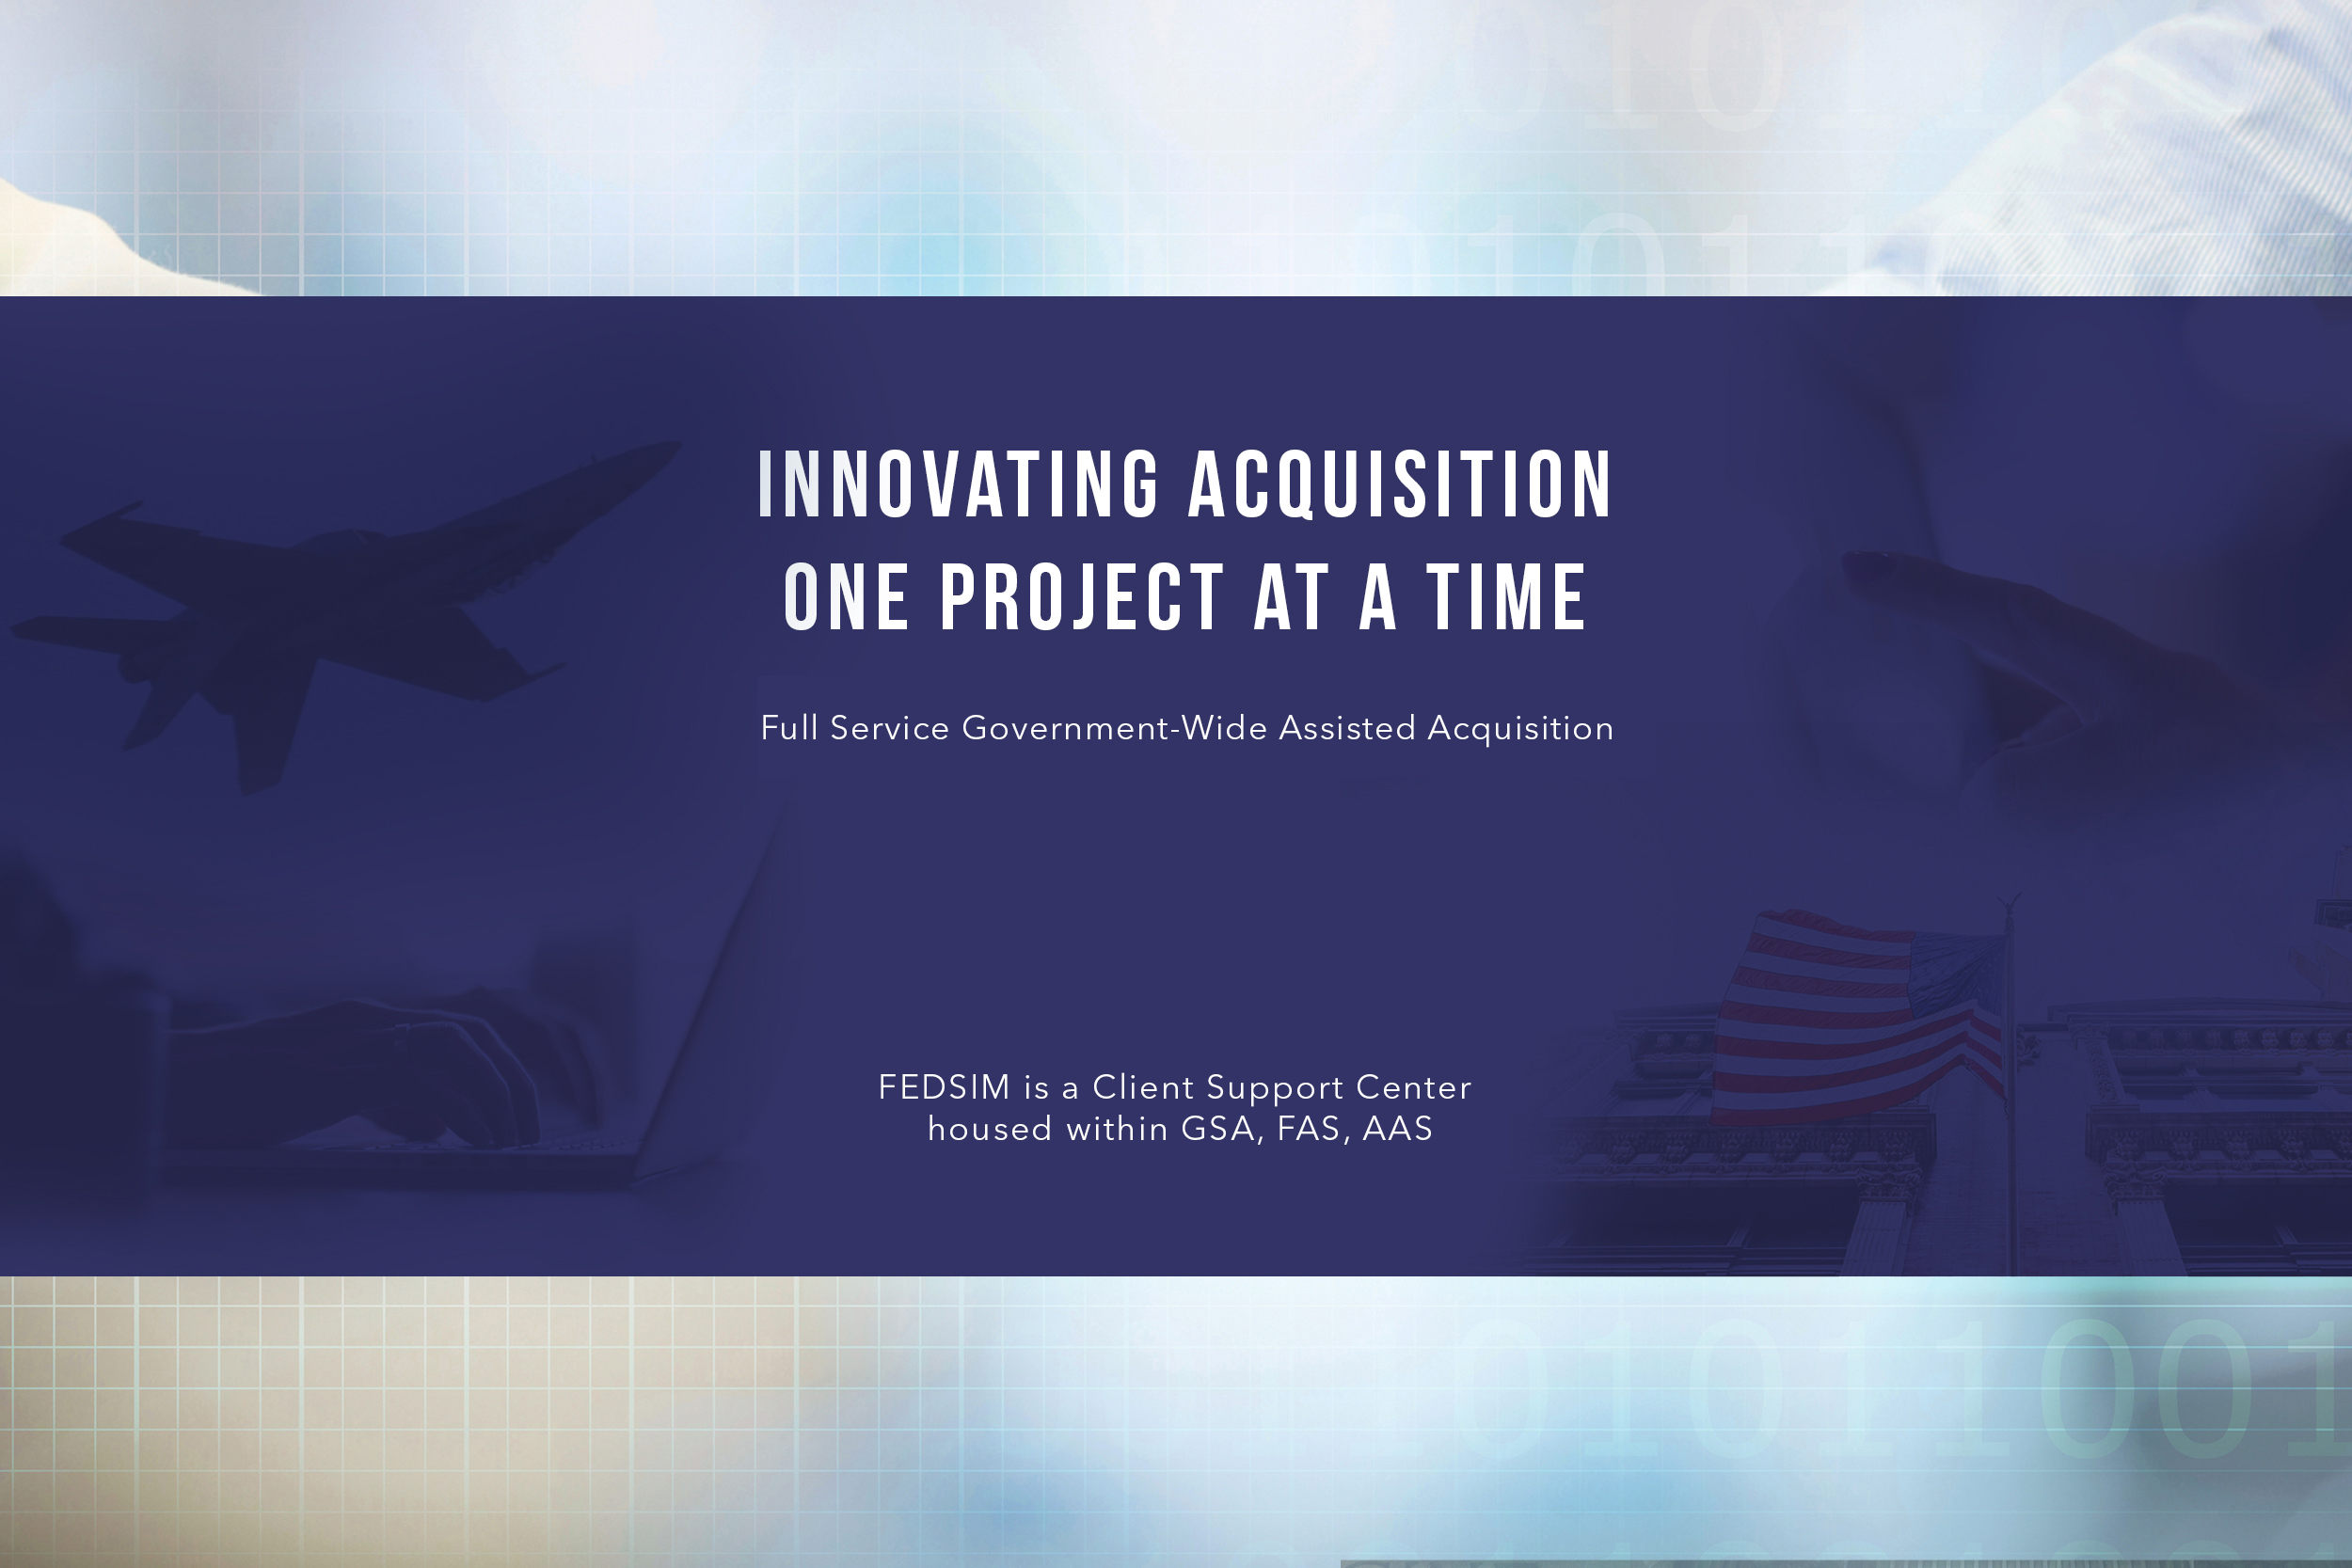 INNOVATING ACQUISITION
ONE PROJECT AT A TIME
Full Service Government-Wide Assisted Acquisition
FEDSIM is a Client Support Center
housed within GSA, FAS, AAS